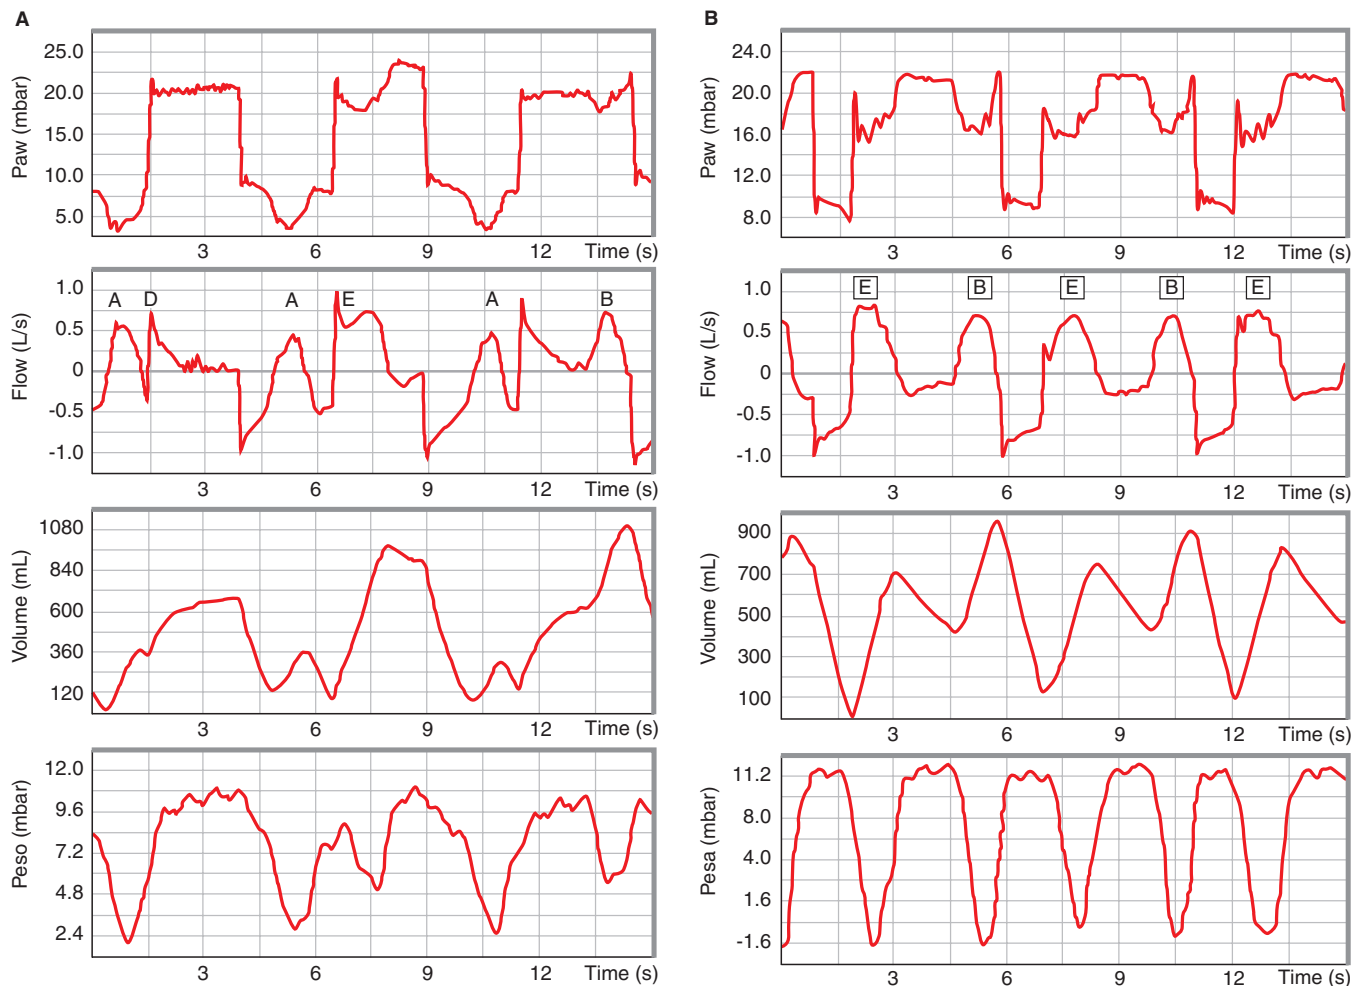 A
Paw (mbar)
25.0
20.0
15.0
10.0
5.0
3 6 9 12 Time (s)
Flow (L/s)
1.0
0.5
0
-0.5
-1.0
A D A E A B
3 6 9 12 Time (s)
Volume (mL)
1080
840
600
360
120
3 6 9 12 Time (s)
Peso (mbar)
12.0
9.6
7.2
4.8
2.4
3 6 9 12 Time (s)
B
Paw (mbar)
24.0
20.0
16.0
12.0
8.0
3 6 9 12 Time (s)
Flow (L/s)
1.0
0.5
0
-0.5
-1.0
E B E B E
3 6 9 12 Time (s)
Volume (mL)
900
700
500
300
100
3 6 9 12 Time (s)
Pesa (mbar)
11.2
8.0
4.0
1.6
-1.6
3 6 9 12 Time (s)